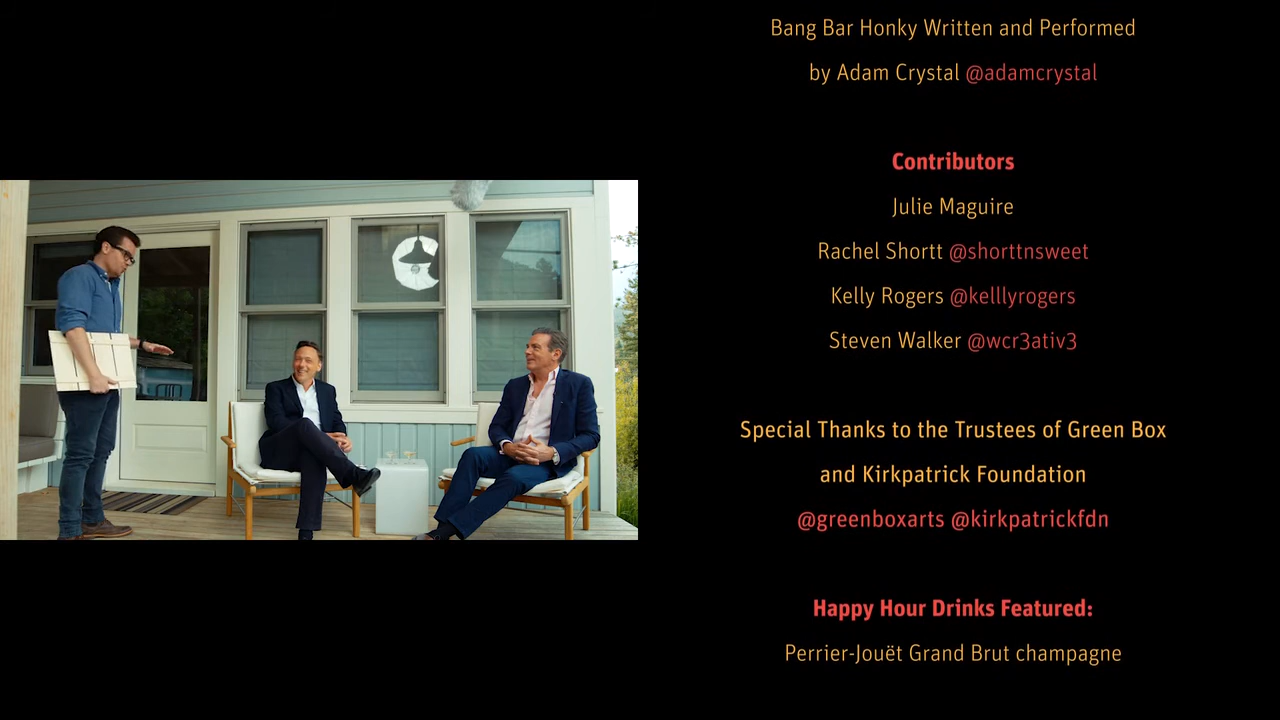 Bang Bar Honky Written and Performed
by Adam Crystal @adamcrystal
Contributors
Julie Maguire
Rachel Shortt @shorttnsweet
Kelly Rogers @kelllyrogers
Steven Walker @wcr3ativ3
Special Thanks to the Trustees of Green Box
and Kirkpatrick Foundation
@greenboxarts @kirkpatrickfdn
Happy Hour Drinks Featured:
Perrier-Jouët Grand Brut champagne